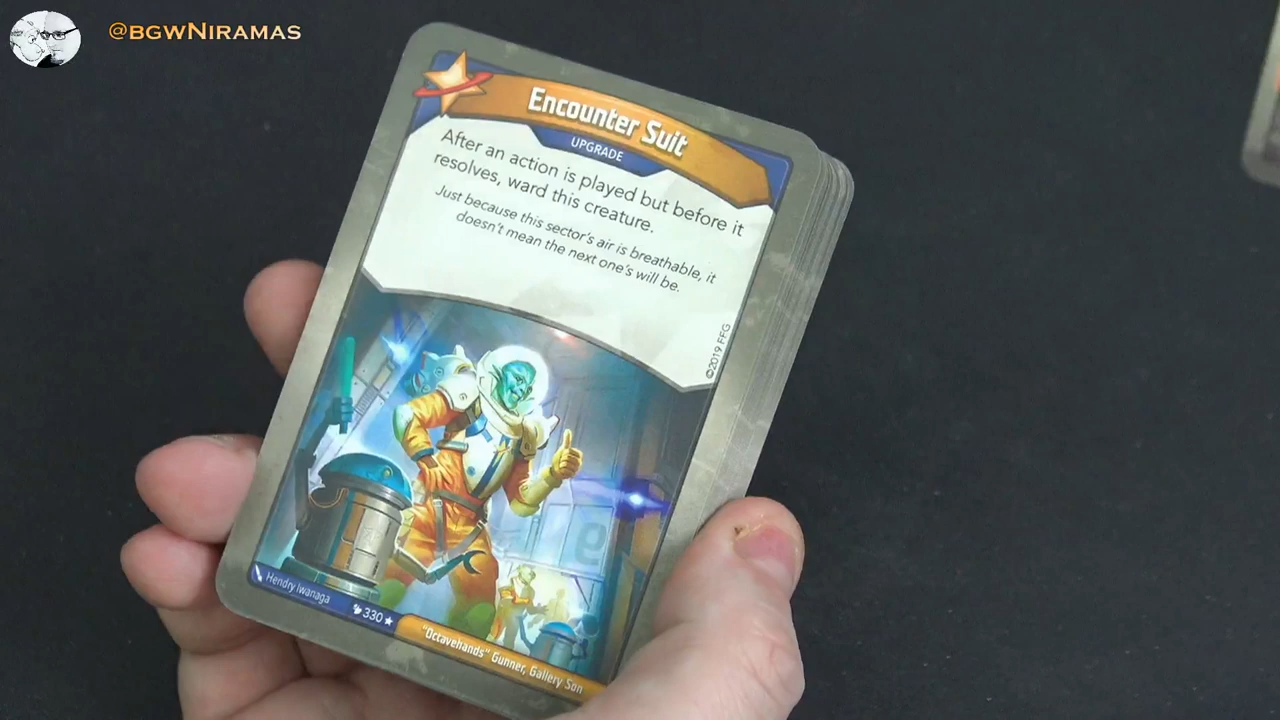 @BGWNIRAMAS
Encounter Suit
UPGRADE
After an action is played but before it
resolves, ward this creature.
Just because this sector's air is breathable, it
doesn't mean the next one's will be.
©2019 FFG
Hendry Iwanaga
330
"Octavehands" Gunner, Gallery Son